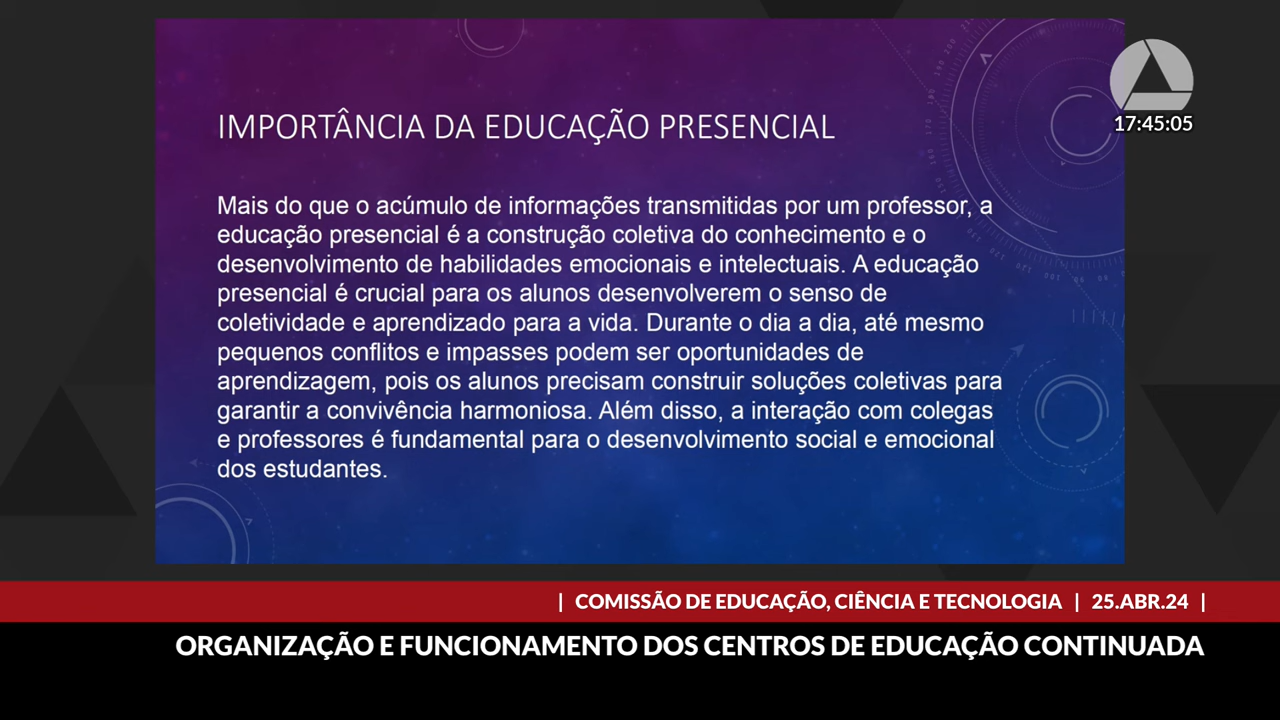 17:45:05
IMPORTÂNCIA DA EDUCAÇÃO PRESENCIAL
Mais do que o acúmulo de informações transmitidas por um professor, a
educação presencial é a construção coletiva do conhecimento e o
desenvolvimento de habilidades emocionais e intelectuais. A educação
presencial é crucial para os alunos desenvolverem o senso de
coletividade e aprendizado para a vida. Durante o dia a dia, até mesmo
pequenos conflitos e impasses podem ser oportunidades de
aprendizagem, pois os alunos precisam construir soluções coletivas para
garantir a convivência harmoniosa. Além disso, a interação com colegas
e professores é fundamental para o desenvolvimento social e emocional
dos estudantes.
| COMISSÃO DE EDUCAÇÃO, CIÊNCIA E TECNOLOGIA | 25.ABR.24 |
ORGANIZAÇÃO E FUNCIONAMENTO DOS CENTROS DE EDUCAÇÃO CONTINUADA